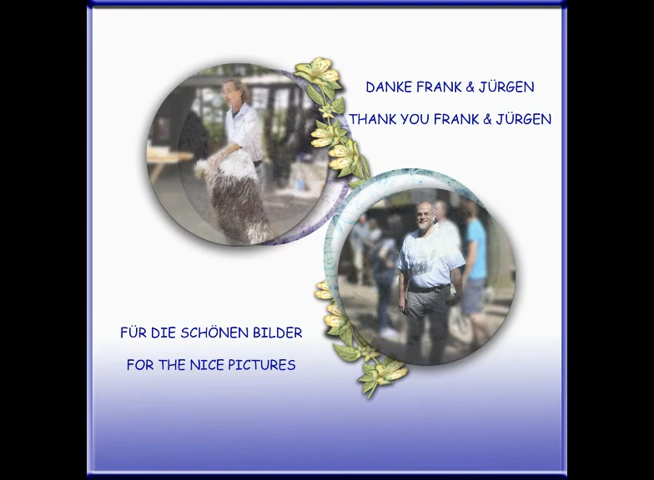 DANKE FRANK & JÜRGEN
THANK YOU FRANK & JÜRGEN
FÜR DIE SCHÖNEN BILDER
FOR THE NICE PICTURES